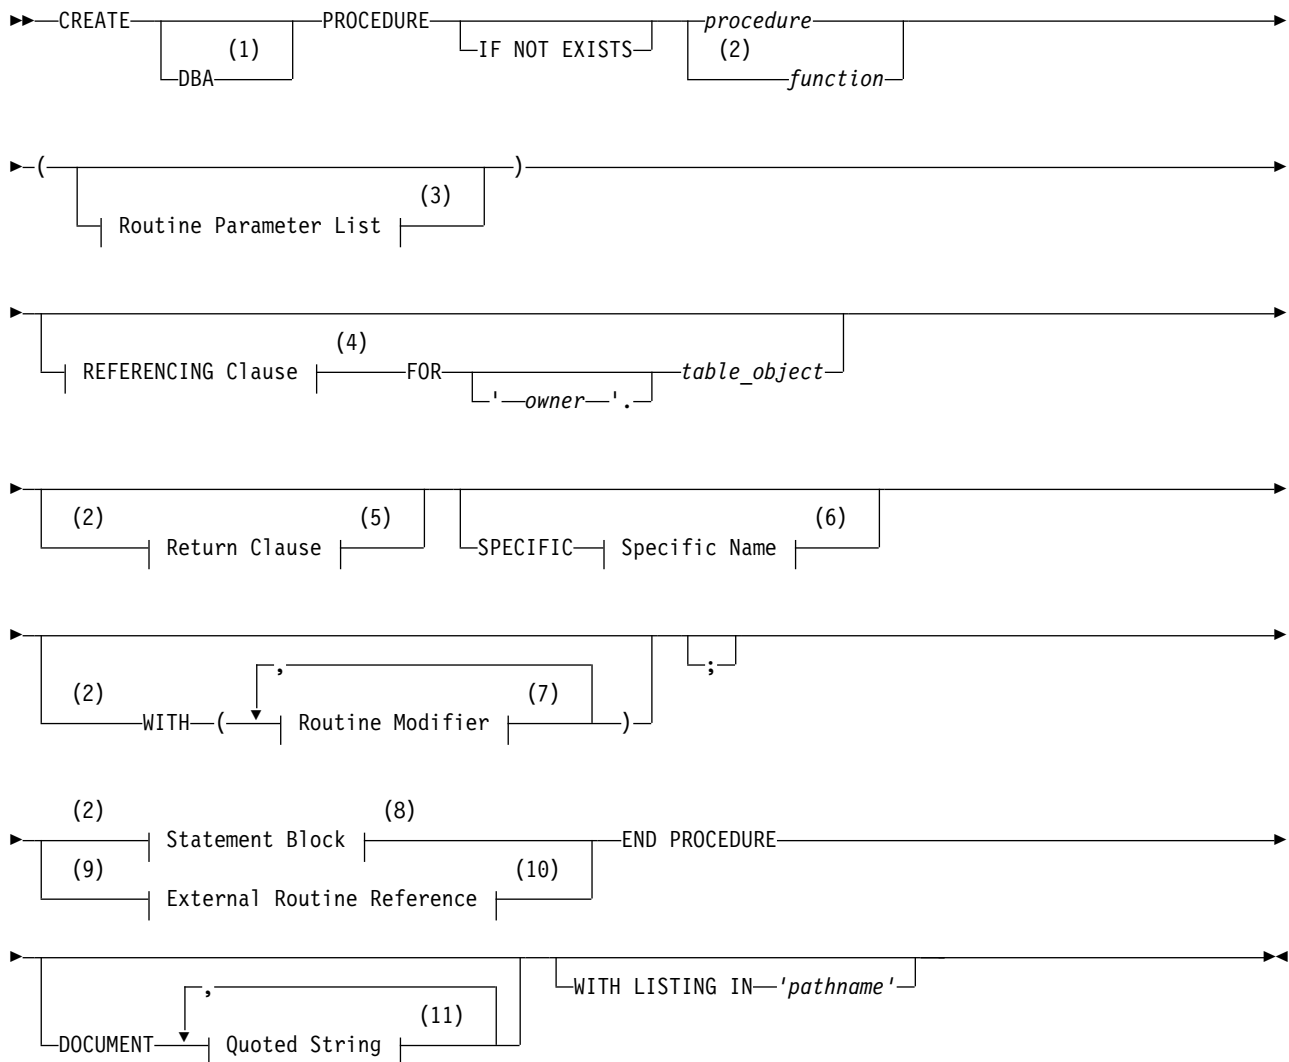 CREATE PROCEDURE procedure
(1) IF NOT EXISTS (2)
DBA function
( )
(3)
Routine Parameter List
(4)
REFERENCING Clause FOR table_object
'owner'.
(2) (5) (6)
Return Clause SPECIFIC Specific Name
, ;
(2) (7)
WITH ( Routine Modifier )
(2) (8)
Statement Block END PROCEDURE
(9) (10)
External Routine Reference
, WITH LISTING IN 'pathname'
(11)
DOCUMENT Quoted String